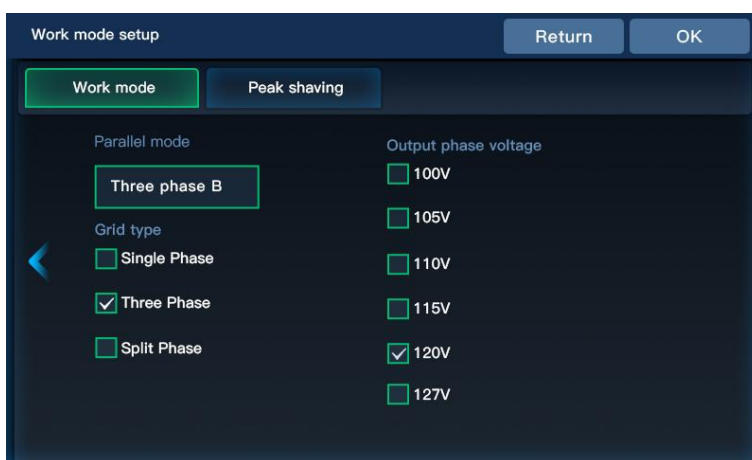 Work mode setup
Return
OK
Work mode
Peak shaving
Parallel mode
Three phase B
Grid type
Single Phase
Three Phase
Split Phase
Output phase voltage
100V
105V
110V
115V
120V
127V